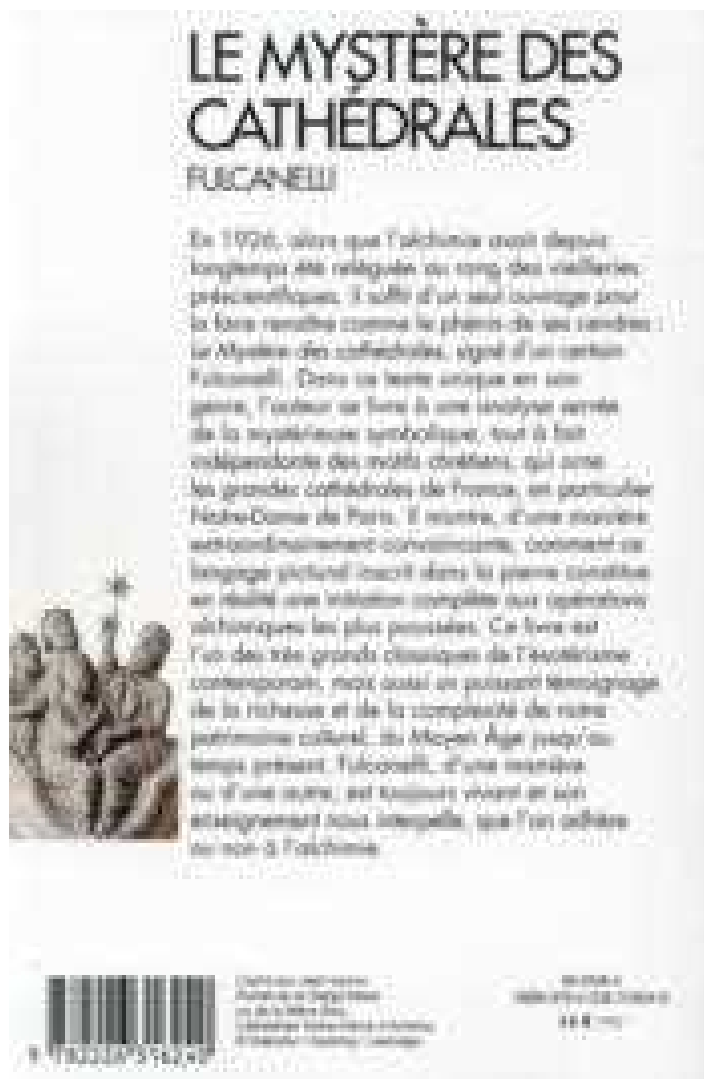 LE MYSTÈRE DES
CATHÉDRALES
FULCANELLI
En 1926, alors que l'alchimie avait depuis
longtemps été reléguée au rang des vieilleries
préscientifiques, il suffit d'un seul ouvrage pour
la faire renaître comme le phénix de ses cendres :
Le Mystère des cathédrales, signé d'un certain
Fulcanelli. Dans ce texte unique en son
genre, l'auteur se livre à une analyse serrée
de la mystérieuse symbolique, tout à fait
indépendante des motifs chrétiens, qui orne
les grandes cathédrales de France, en particulier
Notre-Dame de Paris. Il montre, d'une manière
extraordinairement convaincante, comment ce
langage pictural inscrit dans la pierre constitue
en réalité une initiation complète aux opérations
alchimiques les plus poussées. Ce livre est
l'un des très grands classiques de l'ésotérisme
contemporain, mais aussi un puissant témoignage
de la richesse et de la complexité de notre
patrimoine culturel, du Moyen Âge jusqu'au
temps présent. Fulcanelli, d'une manière
ou d'une autre, est toujours vivant et son
enseignement nous interpelle, que l'on adhère
ou non à l'alchimie.